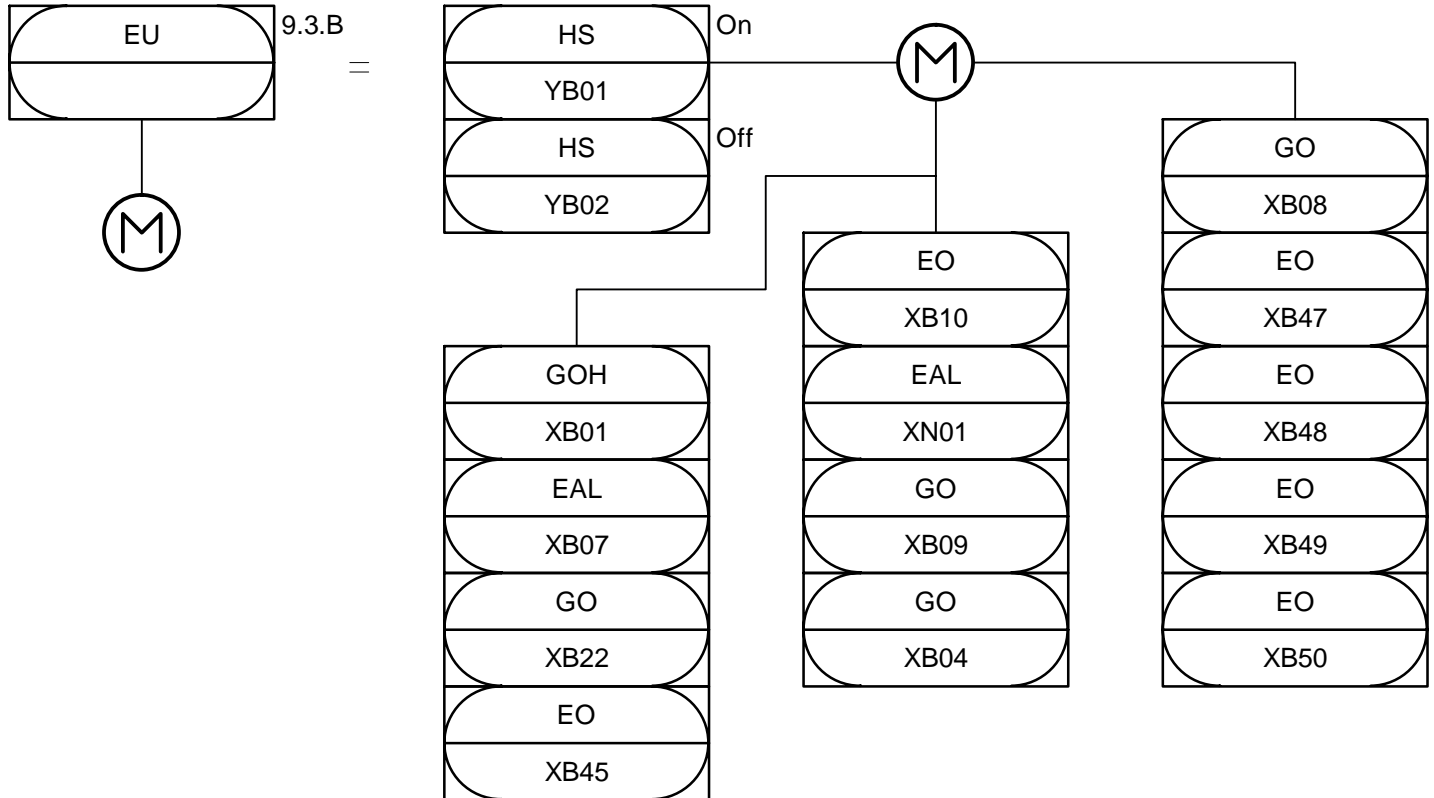 EU
9.3.B
=
HS
On
YB01
HS
Off
YB02
M
M
GOH
XB01
EAL
XB07
GO
XB22
EO
XB45
EO
XB10
EAL
XN01
GO
XB09
GO
XB04
GO
XB08
EO
XB47
EO
XB48
EO
XB49
EO
XB50